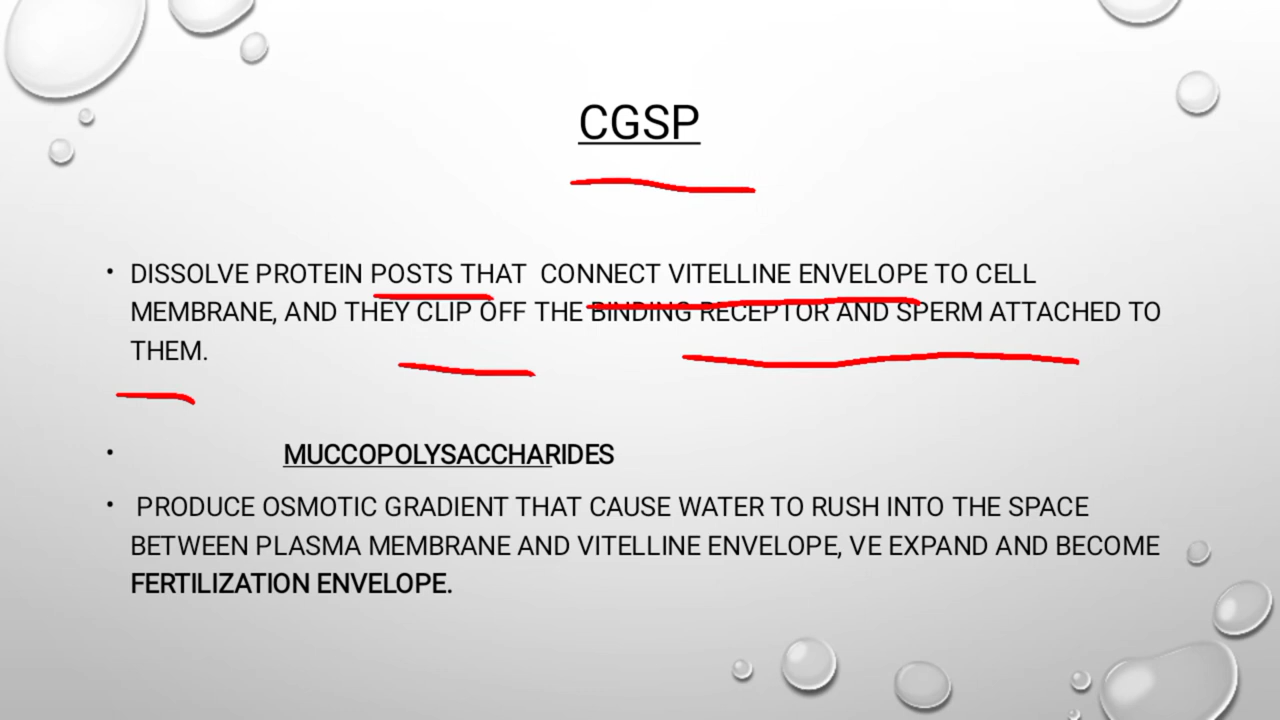 CGSP
• DISSOLVE PROTEIN POSTS THAT CONNECT VITELLINE ENVELOPE TO CELL
MEMBRANE, AND THEY CLIP OFF THE BINDING RECEPTOR AND SPERM ATTACHED TO
THEM.
• MUCCOPOLYSACCHARIDES
• PRODUCE OSMOTIC GRADIENT THAT CAUSE WATER TO RUSH INTO THE SPACE
BETWEEN PLASMA MEMBRANE AND VITELLINE ENVELOPE, VE EXPAND AND BECOME
FERTILIZATION ENVELOPE.